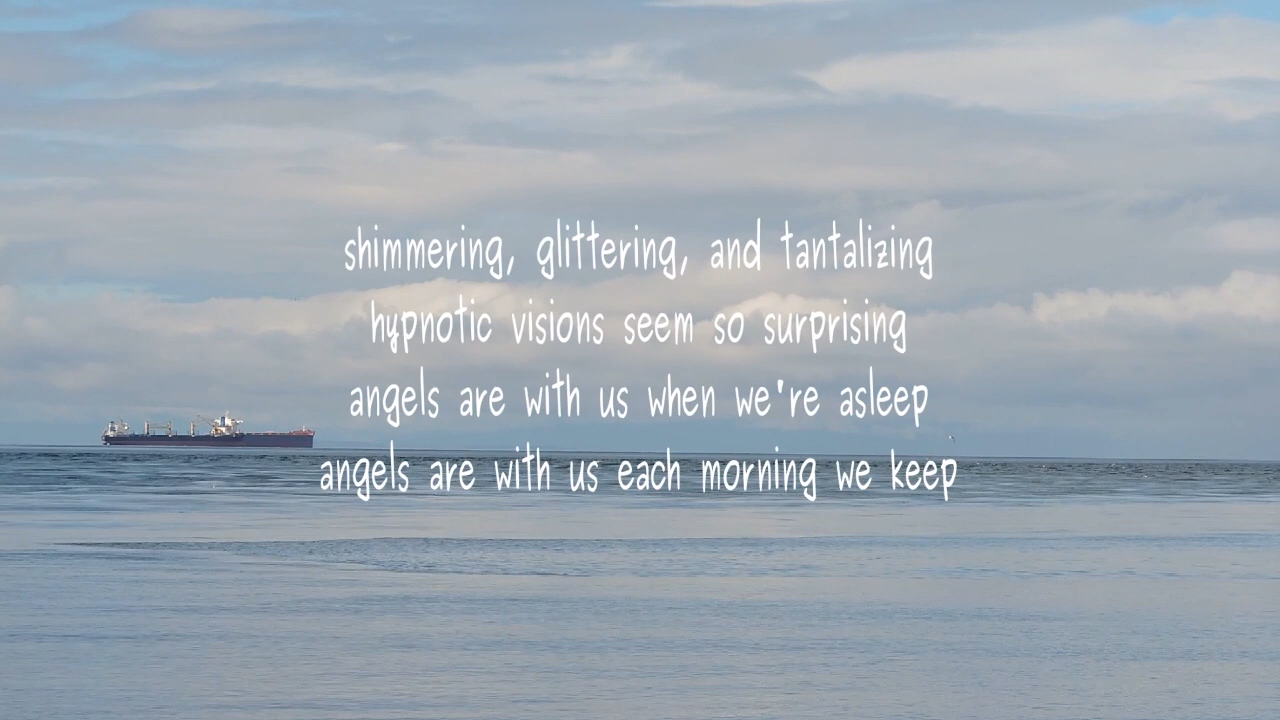 shimmering, glittering, and tantalizing
hypnotic visions seem so surprising
angels are with us when we're asleep
angels are with us each morning we keep